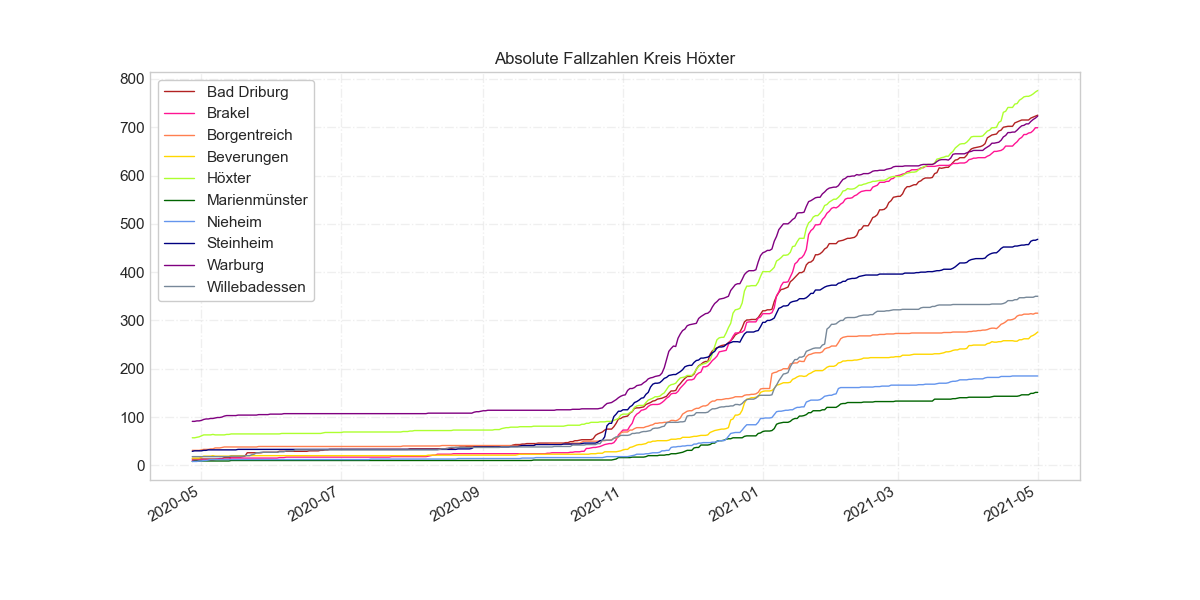 Absolute Fallzahlen Kreis Höxter
800
700
600
500
400
300
200
100
0
Bad Driburg
Brakel
Borgentreich
Beverungen
Höxter
Marienmünster
Nieheim
Steinheim
Warburg
Willebadessen
2020-05
2020-07
2020-09
2020-11
2021-01
2021-03
2021-05